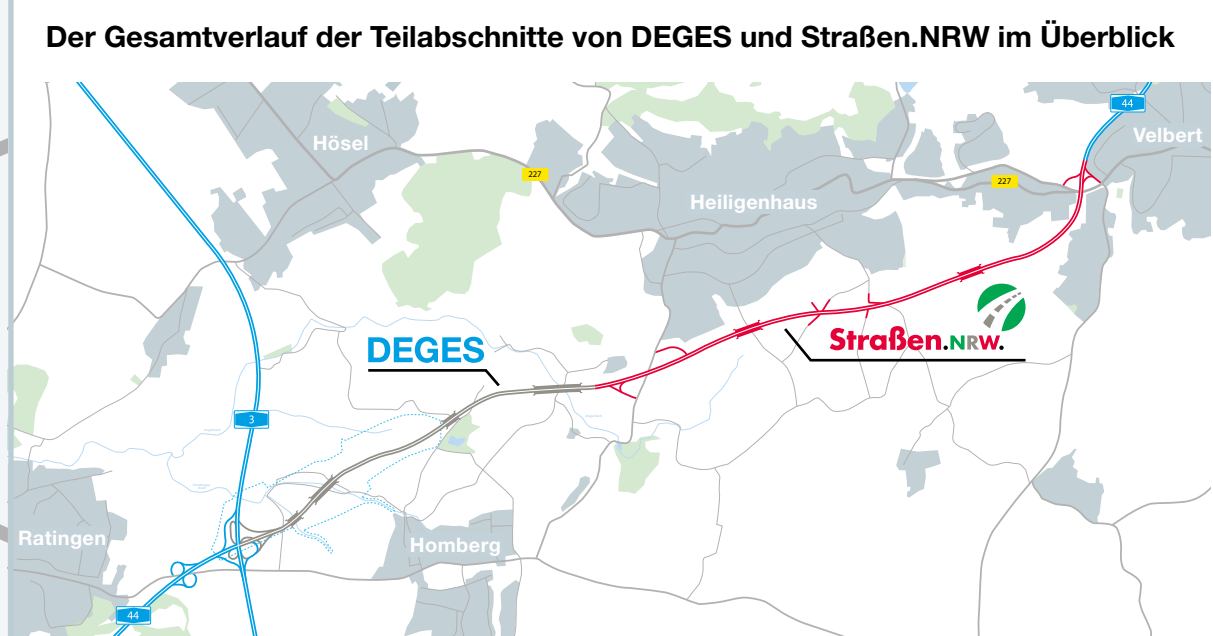 Der Gesamtverlauf der Teilabschnitte von DEGES und Straßen.NRW im Überblick
44
Velbert
Hösel
227
227
Heiligenhaus
Straßen.NRW.
DEGES
3
Ratingen
Homberg
44